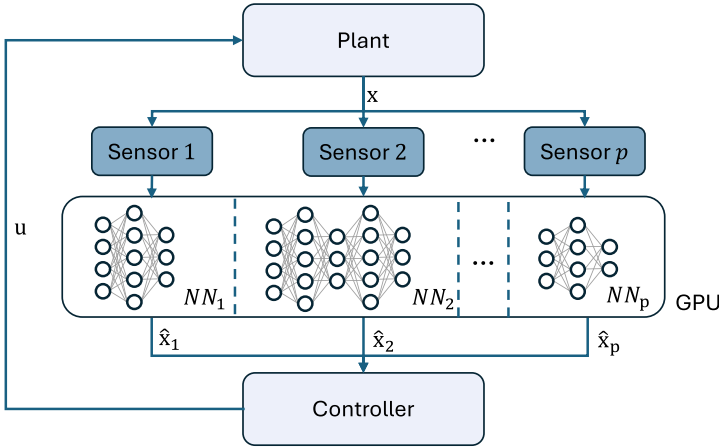 Plant
x
Sensor 1
Sensor 2
...
Sensor p
u
NN₁
NN₂
...
NNₚ
GPU
x̂₁
x̂₂
x̂ₚ
Controller